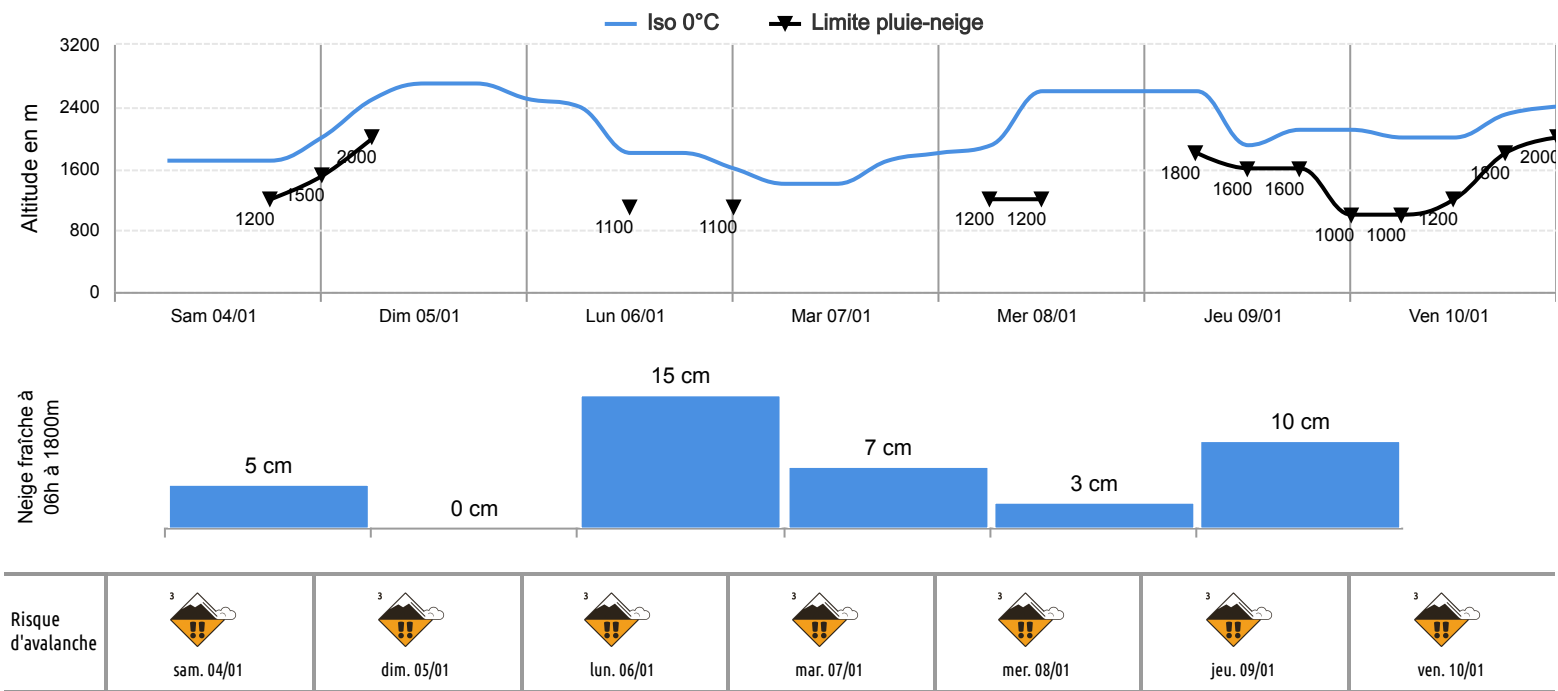 Iso 0°C Limite pluie-neige
Altitude en m
3200
2400
1600
800
0
1200
1500
2000
1100
1100
1200
1200
1800
1600
1600
1000
1000
1200
1800
2000
Sam 04/01 Dim 05/01 Lun 06/01 Mar 07/01 Mer 08/01 Jeu 09/01 Ven 10/01
Neige fraîche à
06h à 1800m
5 cm
0 cm
15 cm
7 cm
3 cm
10 cm
Risque
d'avalanche
3 3 3 3 3 3 3
!! !! !! !! !! !! !!
sam. 04/01 dim. 05/01 lun. 06/01 mar. 07/01 mer. 08/01 jeu. 09/01 ven. 10/01